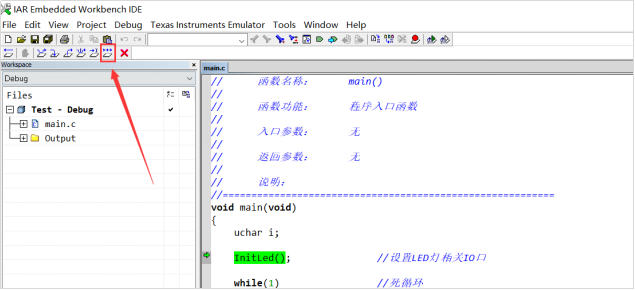 IAR Embedded Workbench IDE
File Edit View Project Debug Texas Instruments Emulator Tools Window Help
Workspace
Debug
Files
Test - Debug
main.c
Output
main.c
// 函数名称： main()
//
// 函数功能： 程序入口函数
//
// 入口参数： 无
//
// 返回参数： 无
//
// 说明：
//=======================================================
void main(void)
{
uchar i;
InitLed(); //设置LED灯相关IO口
while(1) //死循环